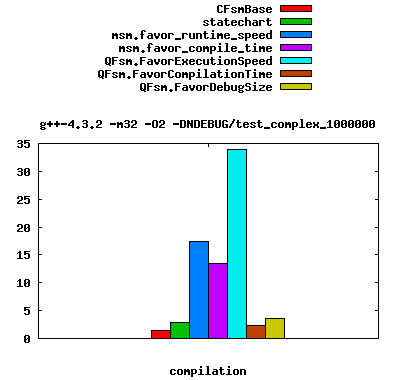 CFsmBase
statechart
msm.favor_runtime_speed
msm.favor_compile_time
QFsm.FavorExecutionSpeed
QFsm.FavorCompilationTime
QFsm.FavorDebugSize
g++-4.3.2 -m32 -O2 -DNDEBUG/test_complex_1000000
35
30
25
20
15
10
5
0
compilation